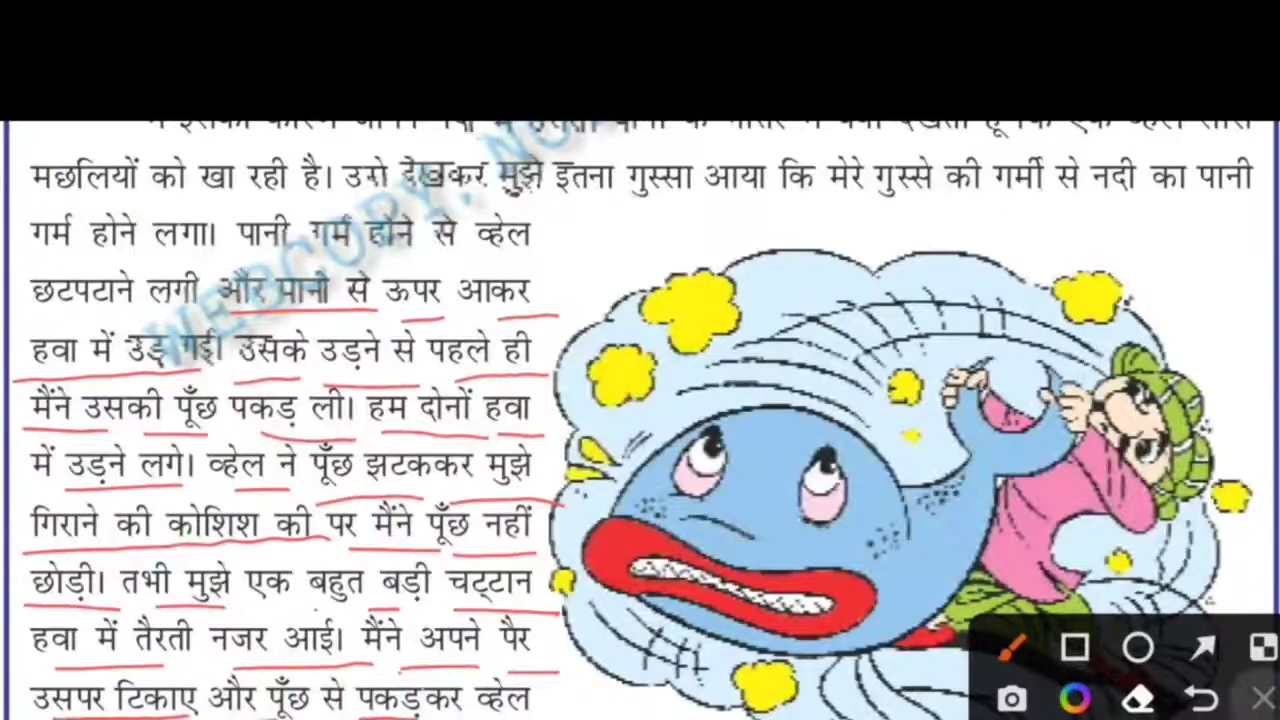 मछलियों को खा रही है। उसे देखकर मुझे इतना गुस्सा आया कि मेरे गुस्से की गर्मी से नदी का पानी
गर्म होने लगा। पानी गर्म होने से व्हेल
छटपटाने लगी और पानी से ऊपर आकर
हवा में उड़ गई। उसके उड़ने से पहले ही
मैंने उसकी पूँछ पकड़ ली। हम दोनों हवा
में उड़ने लगे। व्हेल ने पूँछ झटककर मुझे
गिराने की कोशिश की पर मैंने पूँछ नहीं
छोड़ी। तभी मुझे एक बहुत बड़ी चट्टान
हवा में तैरती नजर आई। मैंने अपने पैर
उसपर टिकाए और पूँछ से पकड़कर व्हेल